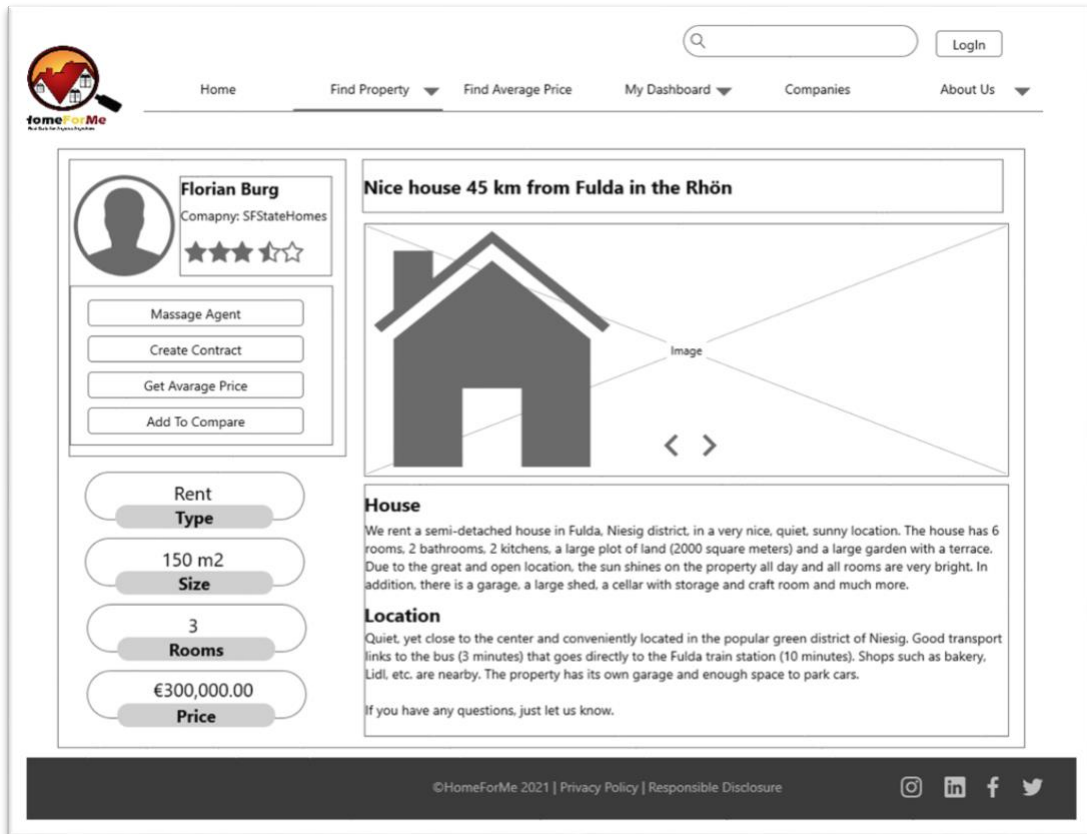 LogIn
Home
Find Property
Find Average Price
My Dashboard
Companies
About Us
HomeForMe
Florian Burg
Comapny: SFStateHomes
Massage Agent
Create Contract
Get Avarage Price
Add To Compare
Rent
Type
150 m2
Size
3
Rooms
€300,000.00
Price
Nice house 45 km from Fulda in the Rhön
Image
House
We rent a semi-detached house in Fulda, Niesig district, in a very nice, quiet, sunny location. The house has 6
rooms, 2 bathrooms, 2 kitchens, a large plot of land (2000 square meters) and a large garden with a terrace.
Due to the great and open location, the sun shines on the property all day and all rooms are very bright. In
addition, there is a garage, a large shed, a cellar with storage and craft room and much more.
Location
Quiet, yet close to the center and conveniently located in the popular green district of Niesig. Good transport
links to the bus (3 minutes) that goes directly to the Fulda train station (10 minutes). Shops such as bakery,
Lidl, etc. are nearby. The property has its own garage and enough space to park cars.
If you have any questions, just let us know.
©HomeForMe 2021 | Privacy Policy | Responsible Disclosure